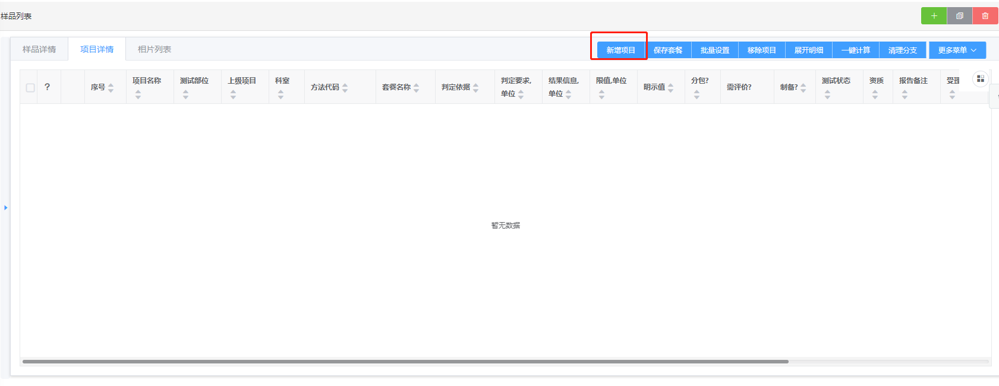 样品列表
样品详情 项目详情 相片列表 新增项目 保存套餐 批量设置 移除项目 展开明细 一键计算 清理分支 更多菜单
? 序号 项目名称 测试部位 上级项目 科室 方法代码 套餐名称 判定依据 判定要求,单位 结果信息,单位 限值,单位 明示值 分包? 需评价? 制备? 测试状态 资质 报告备注 受理
暂无数据